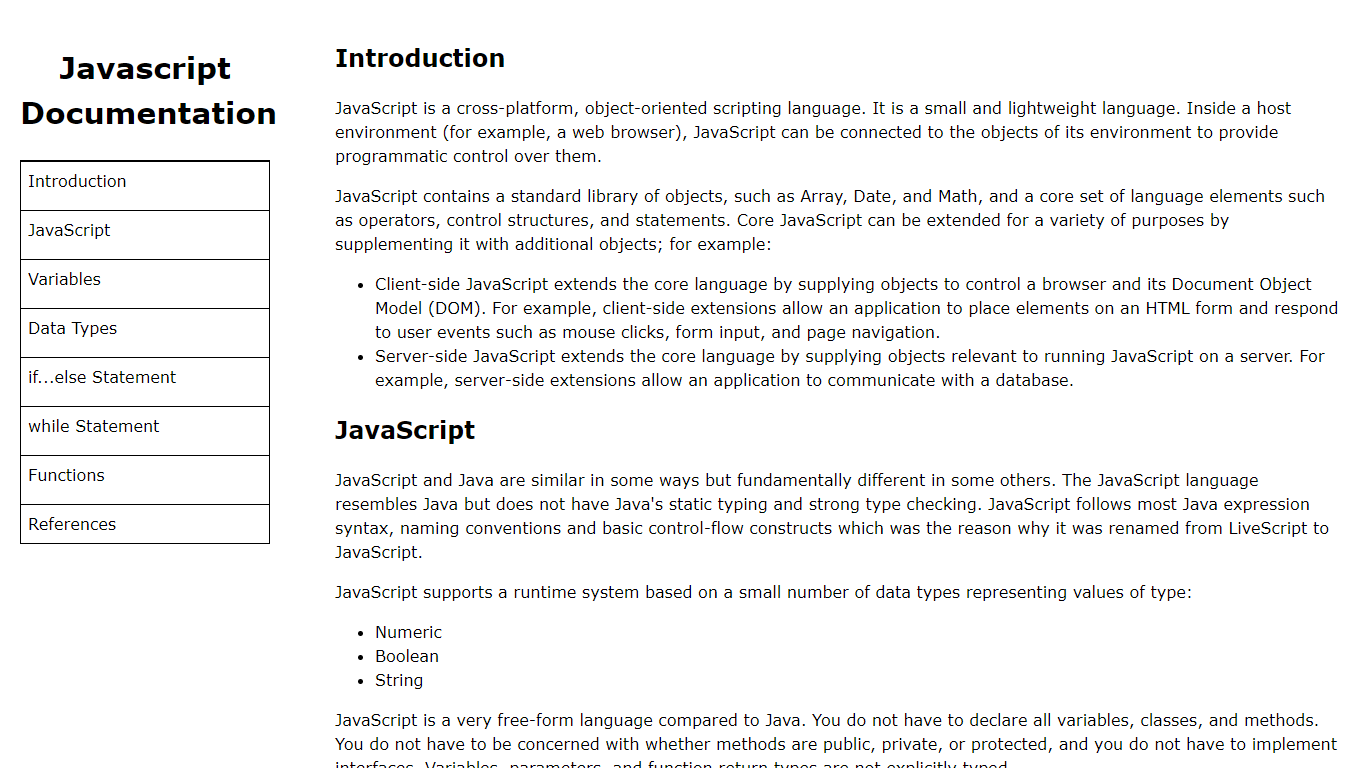 Javascript
Documentation
Introduction
JavaScript
Variables
Data Types
if...else Statement
while Statement
Functions
References
Introduction
JavaScript is a cross-platform, object-oriented scripting language. It is a small and lightweight language. Inside a host
environment (for example, a web browser), JavaScript can be connected to the objects of its environment to provide
programmatic control over them.
JavaScript contains a standard library of objects, such as Array, Date, and Math, and a core set of language elements such
as operators, control structures, and statements. Core JavaScript can be extended for a variety of purposes by
supplementing it with additional objects; for example:
• Client-side JavaScript extends the core language by supplying objects to control a browser and its Document Object
Model (DOM). For example, client-side extensions allow an application to place elements on an HTML form and respond
to user events such as mouse clicks, form input, and page navigation.
• Server-side JavaScript extends the core language by supplying objects relevant to running JavaScript on a server. For
example, server-side extensions allow an application to communicate with a database.
JavaScript
JavaScript and Java are similar in some ways but fundamentally different in some others. The JavaScript language
resembles Java but does not have Java's static typing and strong type checking. JavaScript follows most Java expression
syntax, naming conventions and basic control-flow constructs which was the reason why it was renamed from LiveScript to
JavaScript.
JavaScript supports a runtime system based on a small number of data types representing values of type:
• Numeric
• Boolean
• String
JavaScript is a very free-form language compared to Java. You do not have to declare all variables, classes, and methods.
You do not have to be concerned with whether methods are public, private, or protected, and you do not have to implement
interfaces. Variables, parameters, and function return types are not explicitly typed.